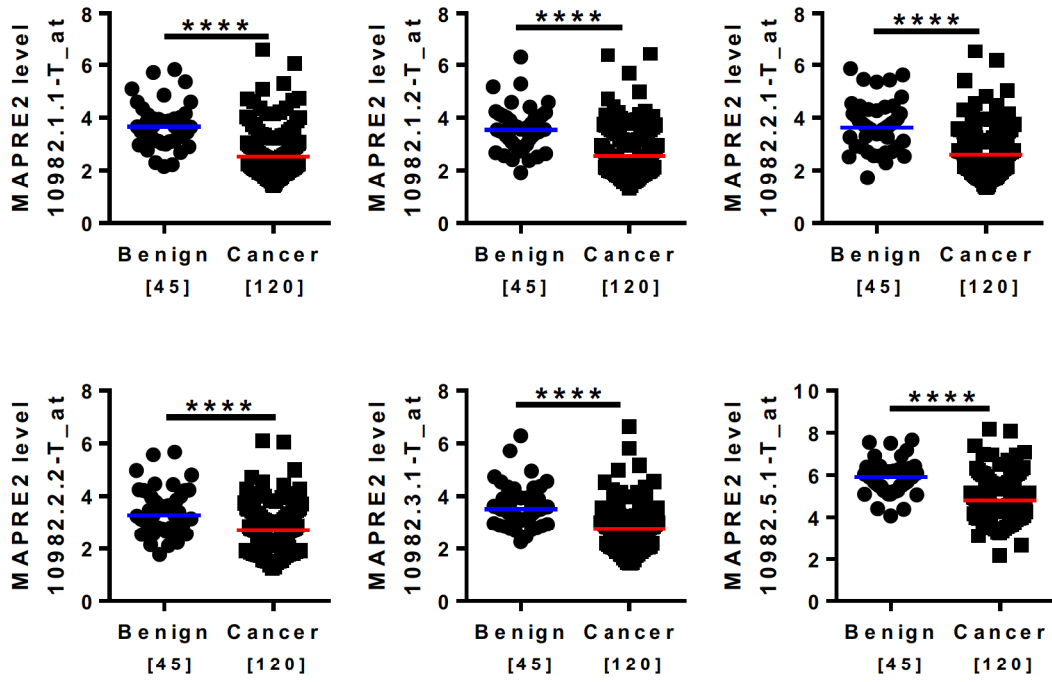 MAPRE2 level
10982.1.1-T_at
8
6
4
2
0
****
Benign Cancer
[45] [120]
MAPRE2 level
10982.1.2-T_at
8
6
4
2
0
****
Benign Cancer
[45] [120]
MAPRE2 level
10982.2.1-T_at
8
6
4
2
0
****
Benign Cancer
[45] [120]
MAPRE2 level
10982.2.2-T_at
8
6
4
2
0
****
Benign Cancer
[45] [120]
MAPRE2 level
10982.3.1-T_at
8
6
4
2
0
****
Benign Cancer
[45] [120]
MAPRE2 level
10982.5.1-T_at
10
8
6
4
2
0
****
Benign Cancer
[45] [120]